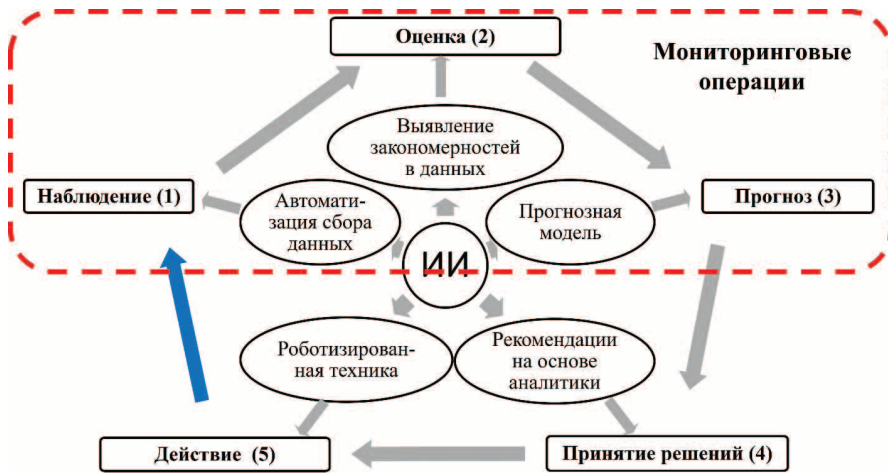 Оценка (2)
Мониторинговые
операции
Выявление
закономерностей
в данных
Наблюдение (1)
Автомати-
зация сбора
данных
Прогнозная
модель
Прогноз (3)
ИИ
Роботизирован-
ная техника
Рекомендации
на основе
аналитики
Действие (5)
Принятие решений (4)